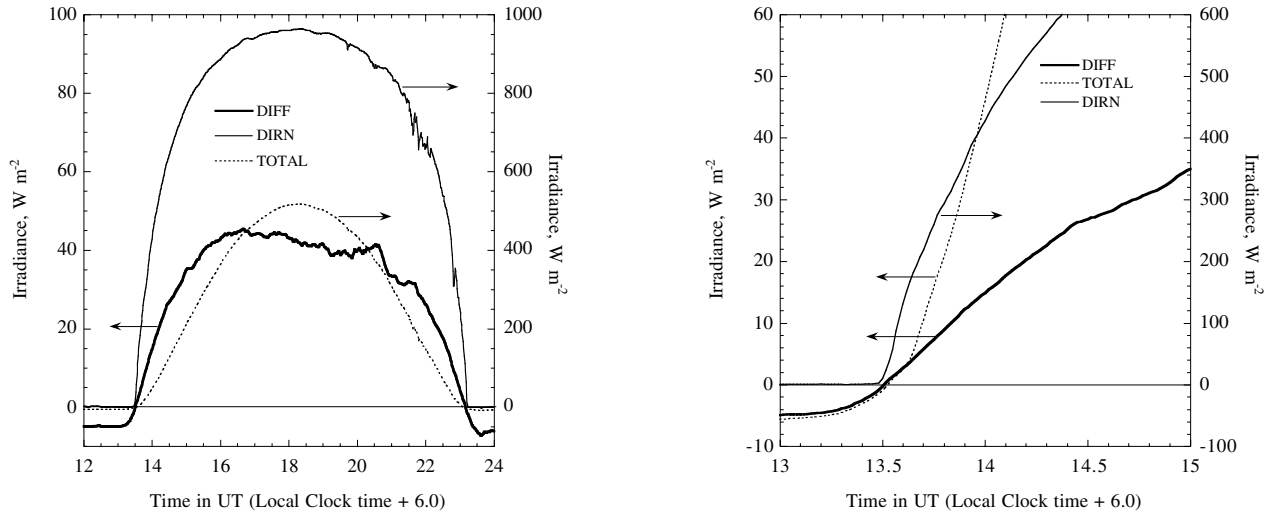 100
80
60
40
20
0
Irradiance, W m-2
1000
800
600
400
200
0
Irradiance, W m-2
DIFF
DIRN
TOTAL
12 14 16 18 20 22 24
Time in UT (Local Clock time + 6.0)
60
50
40
30
20
10
0
-10
Irradiance, W m-2
600
500
400
300
200
100
0
-100
Irradiance, W m-2
DIFF
TOTAL
DIRN
13 13.5 14 14.5 15
Time in UT (Local Clock time + 6.0)